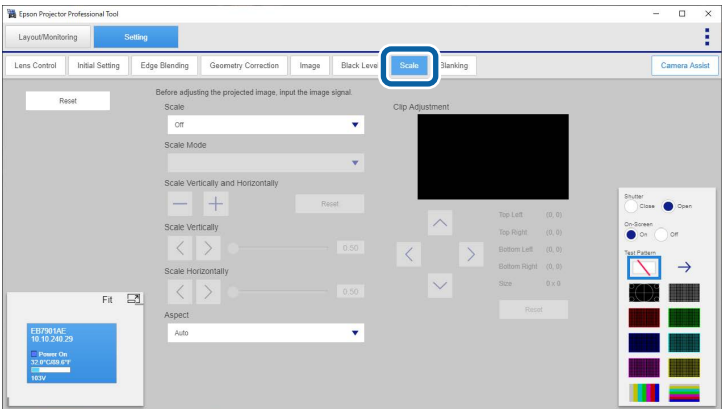 Epson Projector Professional Tool
Layout/Monitoring
Setting
Lens Control
Initial Setting
Edge Blending
Geometry Correction
Image
Black Level
Scale
Blanking
Camera Assist
Reset
Before adjusting the projected image, input the image signal.
Scale
Off
Scale Mode
Scale Vertically and Horizontally
Reset
Scale Vertically
0.50
Scale Horizontally
0.50
Aspect
Auto
Clip Adjustment
Top Left (0, 0)
Top Right (0, 0)
Bottom Left (0, 0)
Bottom Right (0, 0)
Size 0 x 0
Reset
Shutter
Close Open
On-Screen
On Off
Test Pattern
Fit
EB7901AE
10.10.240.29
Power On
32.0°C/89.6°F
103V